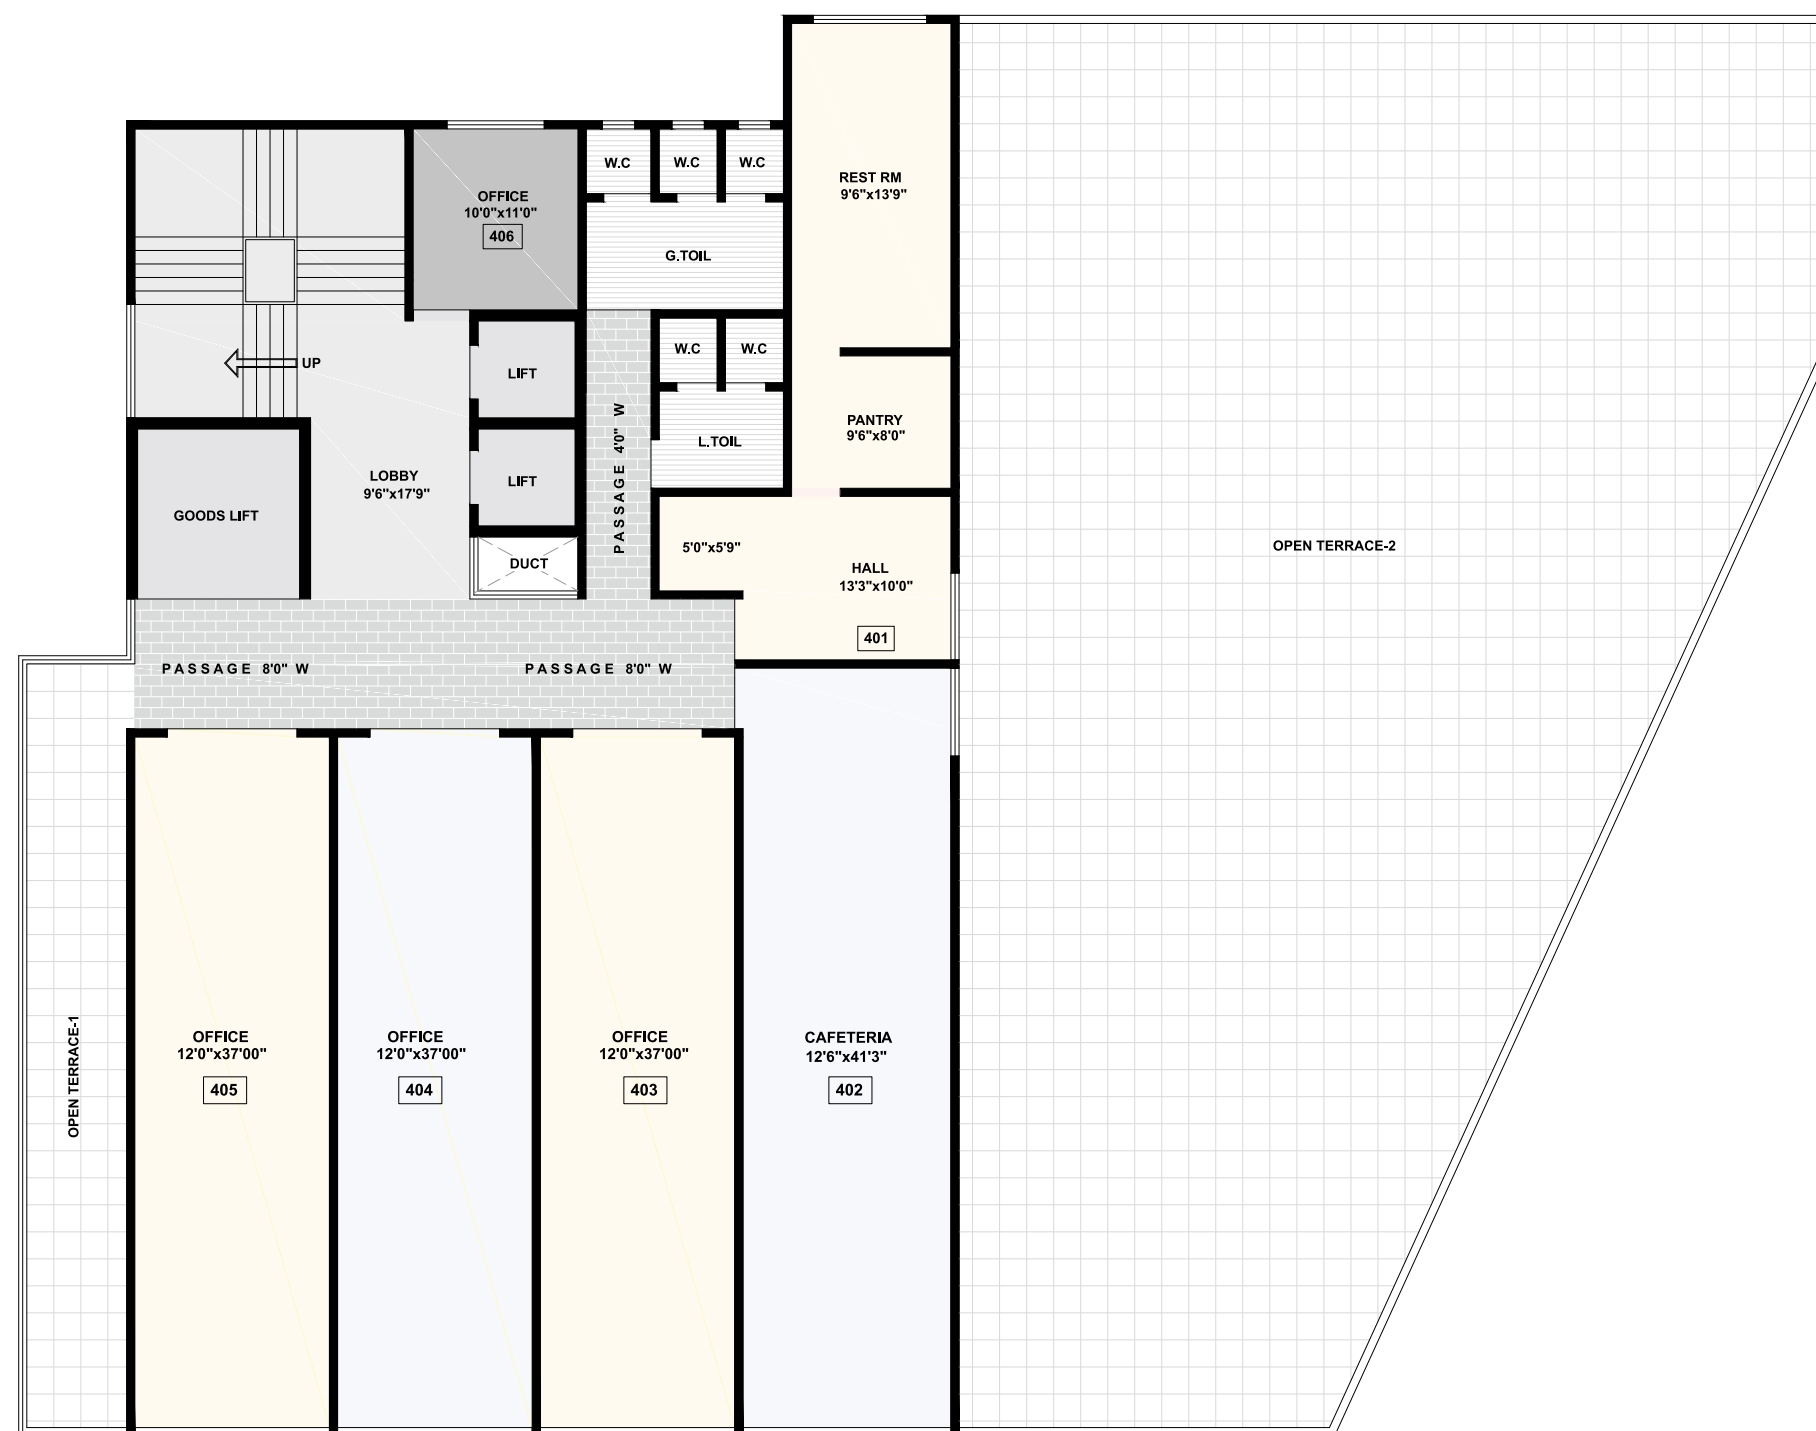 W.C
W.C
W.C
REST RM
9'6"x13'9"
OFFICE
10'0"x11'0"
406
G.TOIL
UP
LIFT
W.C
W.C
PASSAGE 4'0" W
PANTRY
9'6"x8'0"
L.TOIL
LOBBY
9'6"x17'9"
LIFT
GOODS LIFT
DUCT
5'0"x5'9"
HALL
13'3"x10'0"
401
OPEN TERRACE-2
PASSAGE 8'0" W
PASSAGE 8'0" W
OPEN TERRACE-1
OFFICE
12'0"x37'00"
405
OFFICE
12'0"x37'00"
404
OFFICE
12'0"x37'00"
403
CAFETERIA
12'6"x41'3"
402